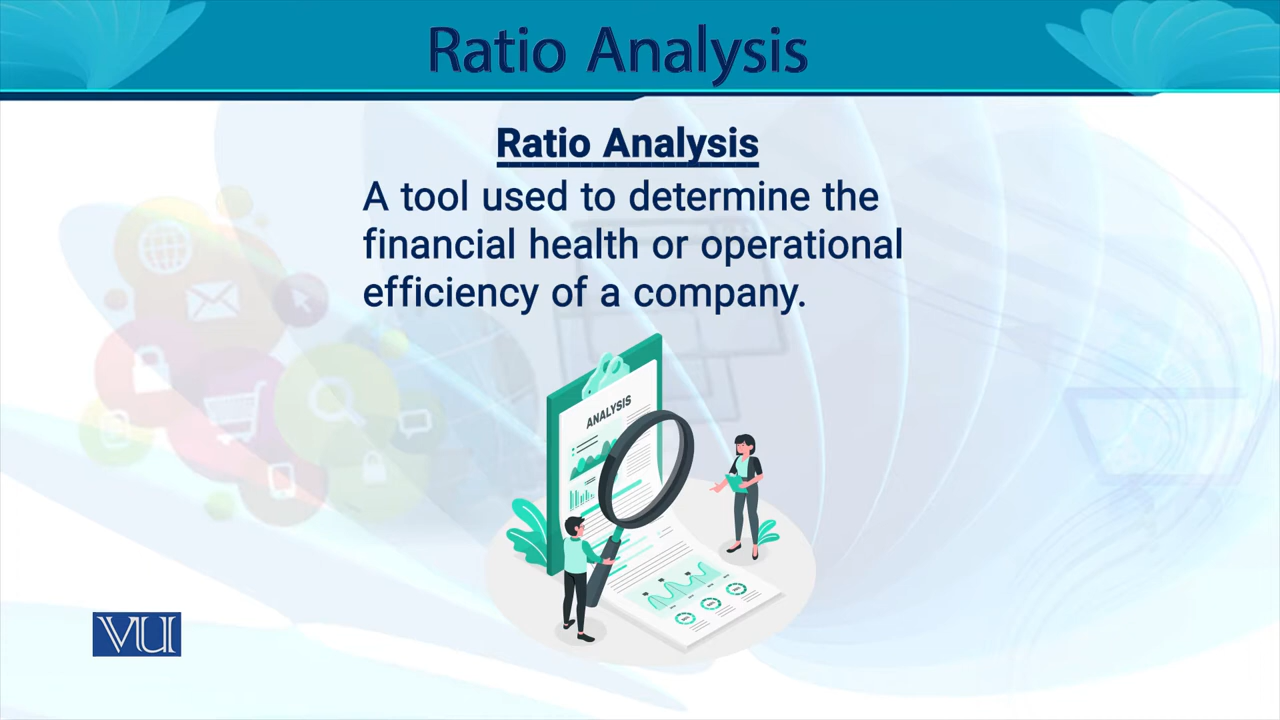 Ratio Analysis
Ratio Analysis
A tool used to determine the
financial health or operational
efficiency of a company.
ANALYSIS
VU